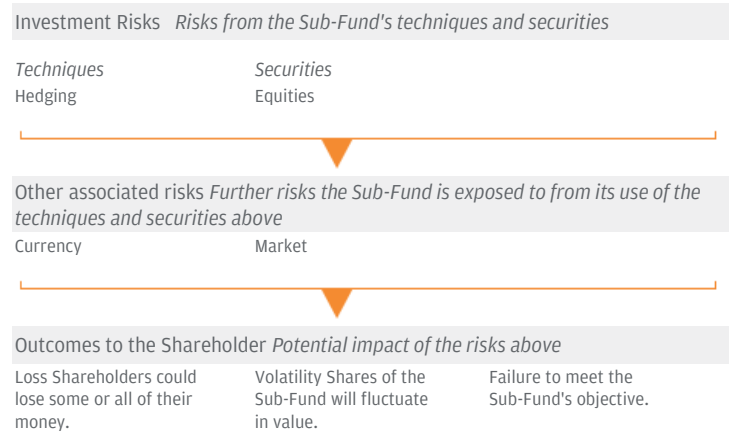 Investment Risks Risks from the Sub-Fund's techniques and securities
Techniques Securities
Hedging Equities
Other associated risks Further risks the Sub-Fund is exposed to from its use of the
techniques and securities above
Currency Market
Outcomes to the Shareholder Potential impact of the risks above
Loss Shareholders could
lose some or all of their
money.
Volatility Shares of the
Sub-Fund will fluctuate
in value.
Failure to meet the
Sub-Fund's objective.